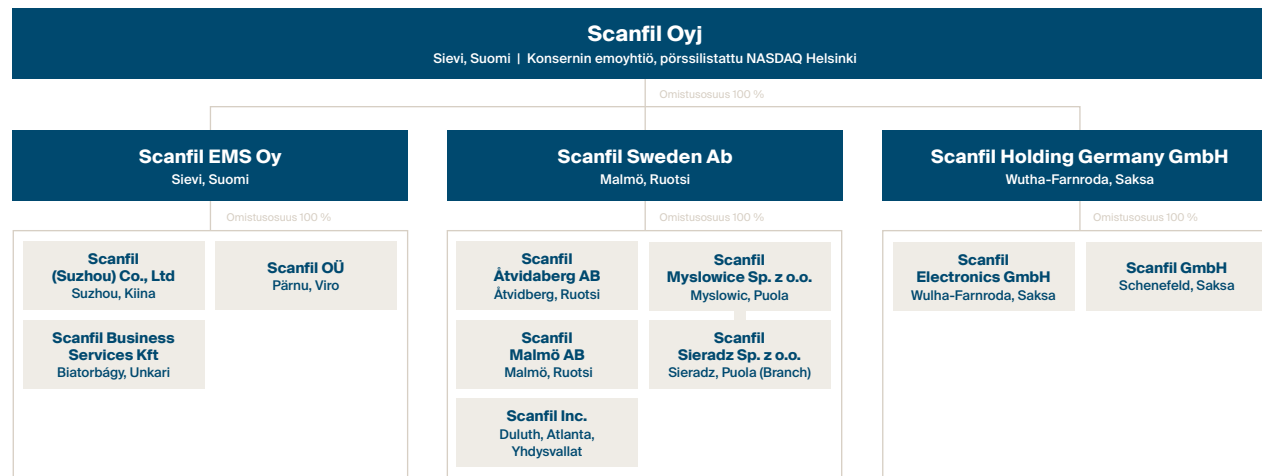 Scanfil Oyj
Sievi, Suomi | Konsernin emoyhtiö, pörssilistattu NASDAQ Helsinki
Omistusosuus 100 %
Scanfil EMS Oy
Sievi, Suomi
Omistusosuus 100 %
Scanfil
(Suzhou) Co., Ltd
Suzhou, Kiina
Scanfil OÜ
Pärnu, Viro
Scanfil Business
Services Kft
Biatorbágy, Unkari
Scanfil Sweden Ab
Malmö, Ruotsi
Omistusosuus 100 %
Scanfil
Åtvidaberg AB
Åtvidberg, Ruotsi
Scanfil
Myslowice Sp. z o.o.
Myslowic, Puola
Scanfil
Malmö AB
Malmö, Ruotsi
Scanfil
Sieradz Sp. z o.o.
Sieradz, Puola (Branch)
Scanfil Inc.
Duluth, Atlanta,
Yhdysvallat
Scanfil Holding Germany GmbH
Wutha-Farnroda, Saksa
Omistusosuus 100 %
Scanfil
Electronics GmbH
Wulha-Farnroda, Saksa
Scanfil GmbH
Schenefeld, Saksa